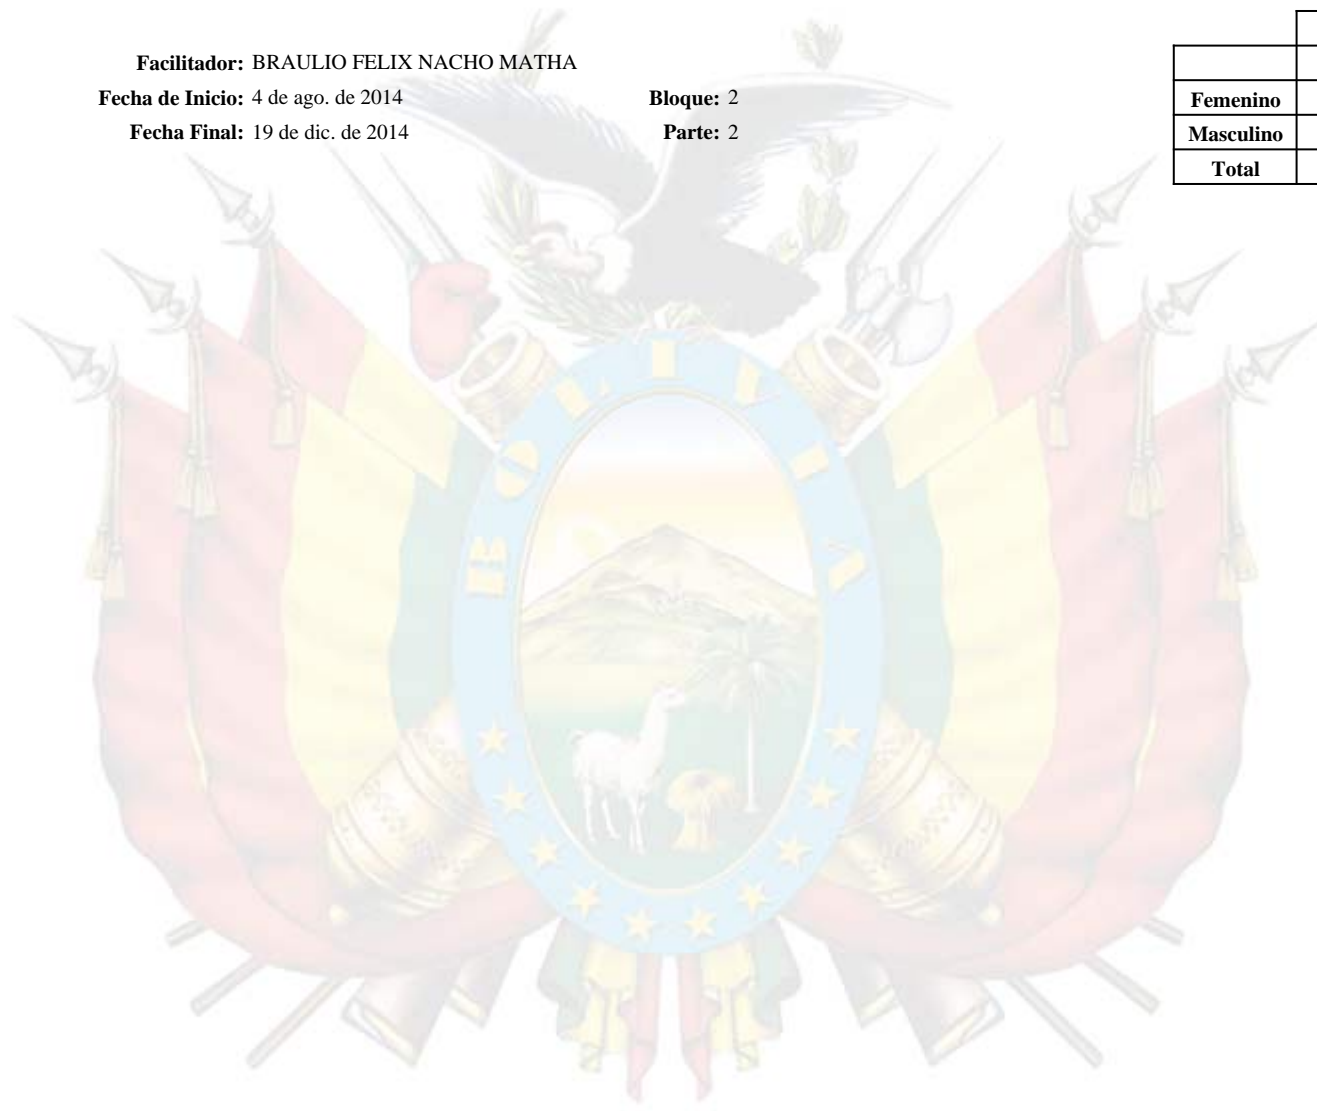 Facilitador: BRAULIO FELIX NACHO MATHA
Fecha de Inicio: 4 de ago. de 2014
Bloque: 2
Fecha Final: 19 de dic. de 2014
Parte: 2
Femenino
Masculino
Total
BOLIVIA